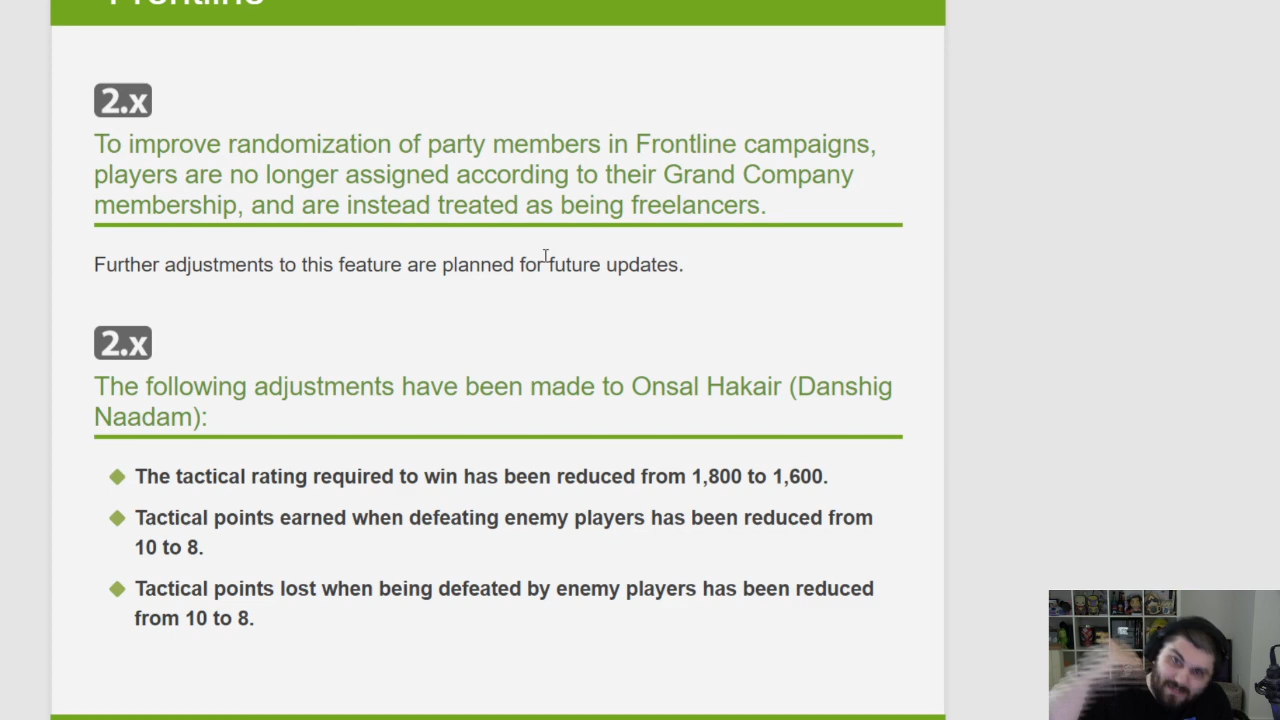 Frontline
2.x
To improve randomization of party members in Frontline campaigns,
players are no longer assigned according to their Grand Company
membership, and are instead treated as being freelancers.
Further adjustments to this feature are planned for future updates.
2.x
The following adjustments have been made to Onsal Hakair (Danshig
Naadam):
The tactical rating required to win has been reduced from 1,800 to 1,600.
Tactical points earned when defeating enemy players has been reduced from
10 to 8.
Tactical points lost when being defeated by enemy players has been reduced
from 10 to 8.